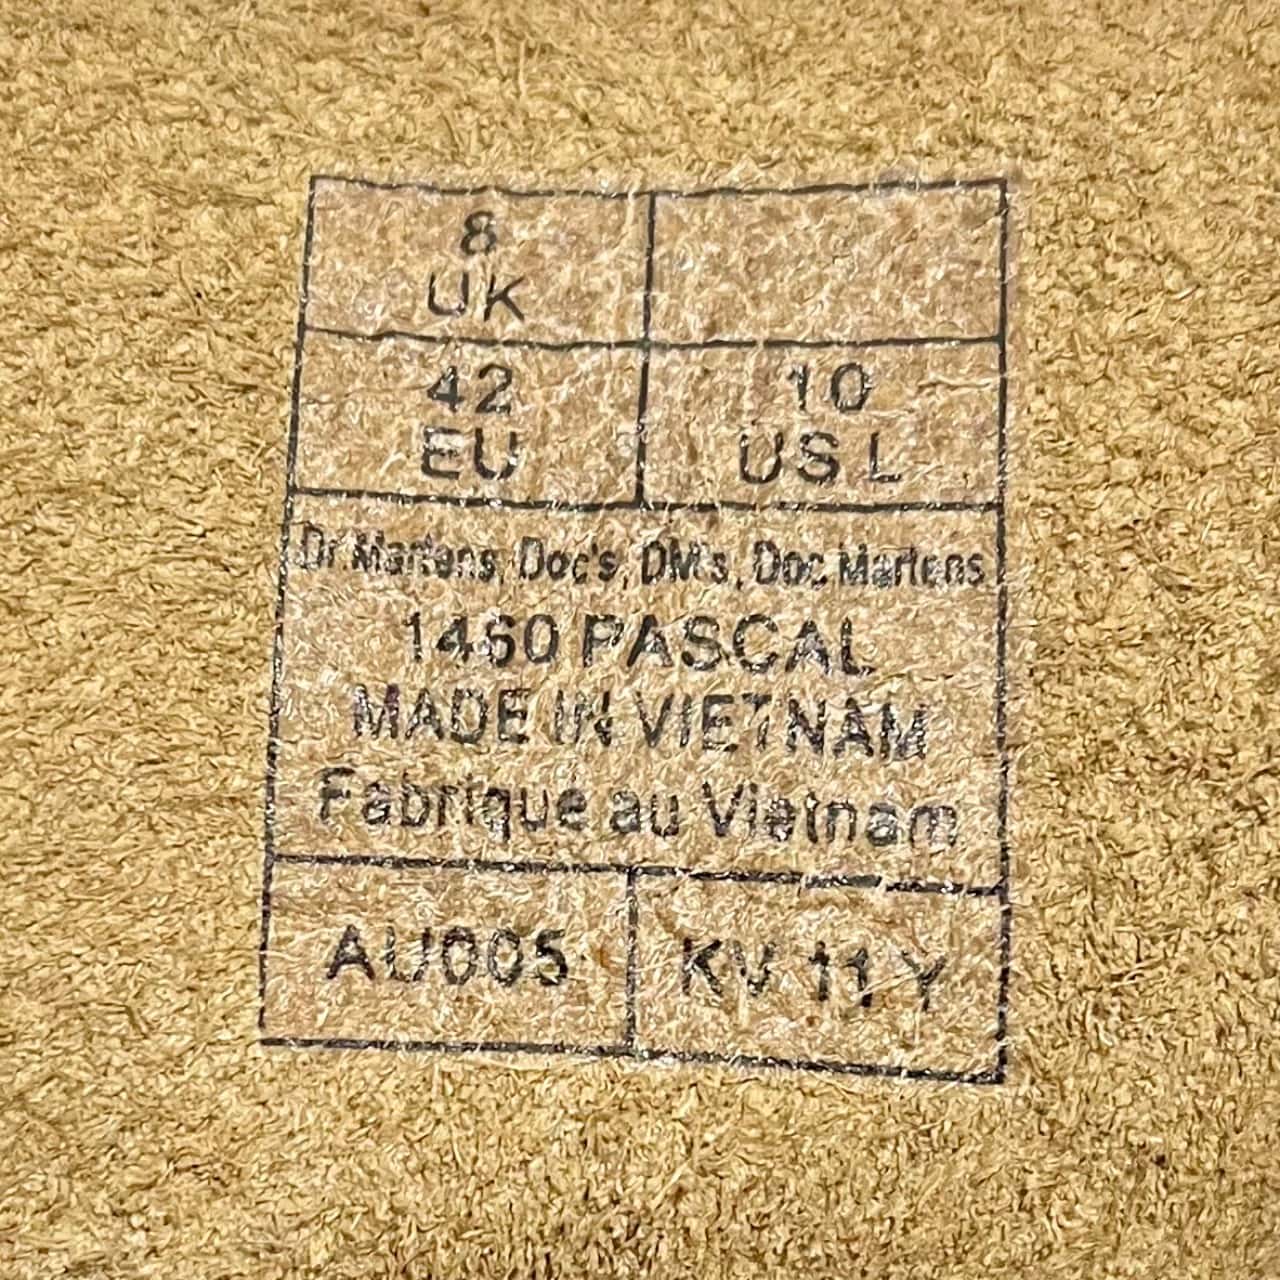 8
UK
42
EU
10
US L
Dr Martens, Doc's, DM's, Doc Martens
1460 PASCAL
MADE IN VIETNAM
Fabrique au Vietnam
AU005
KV 11 Y